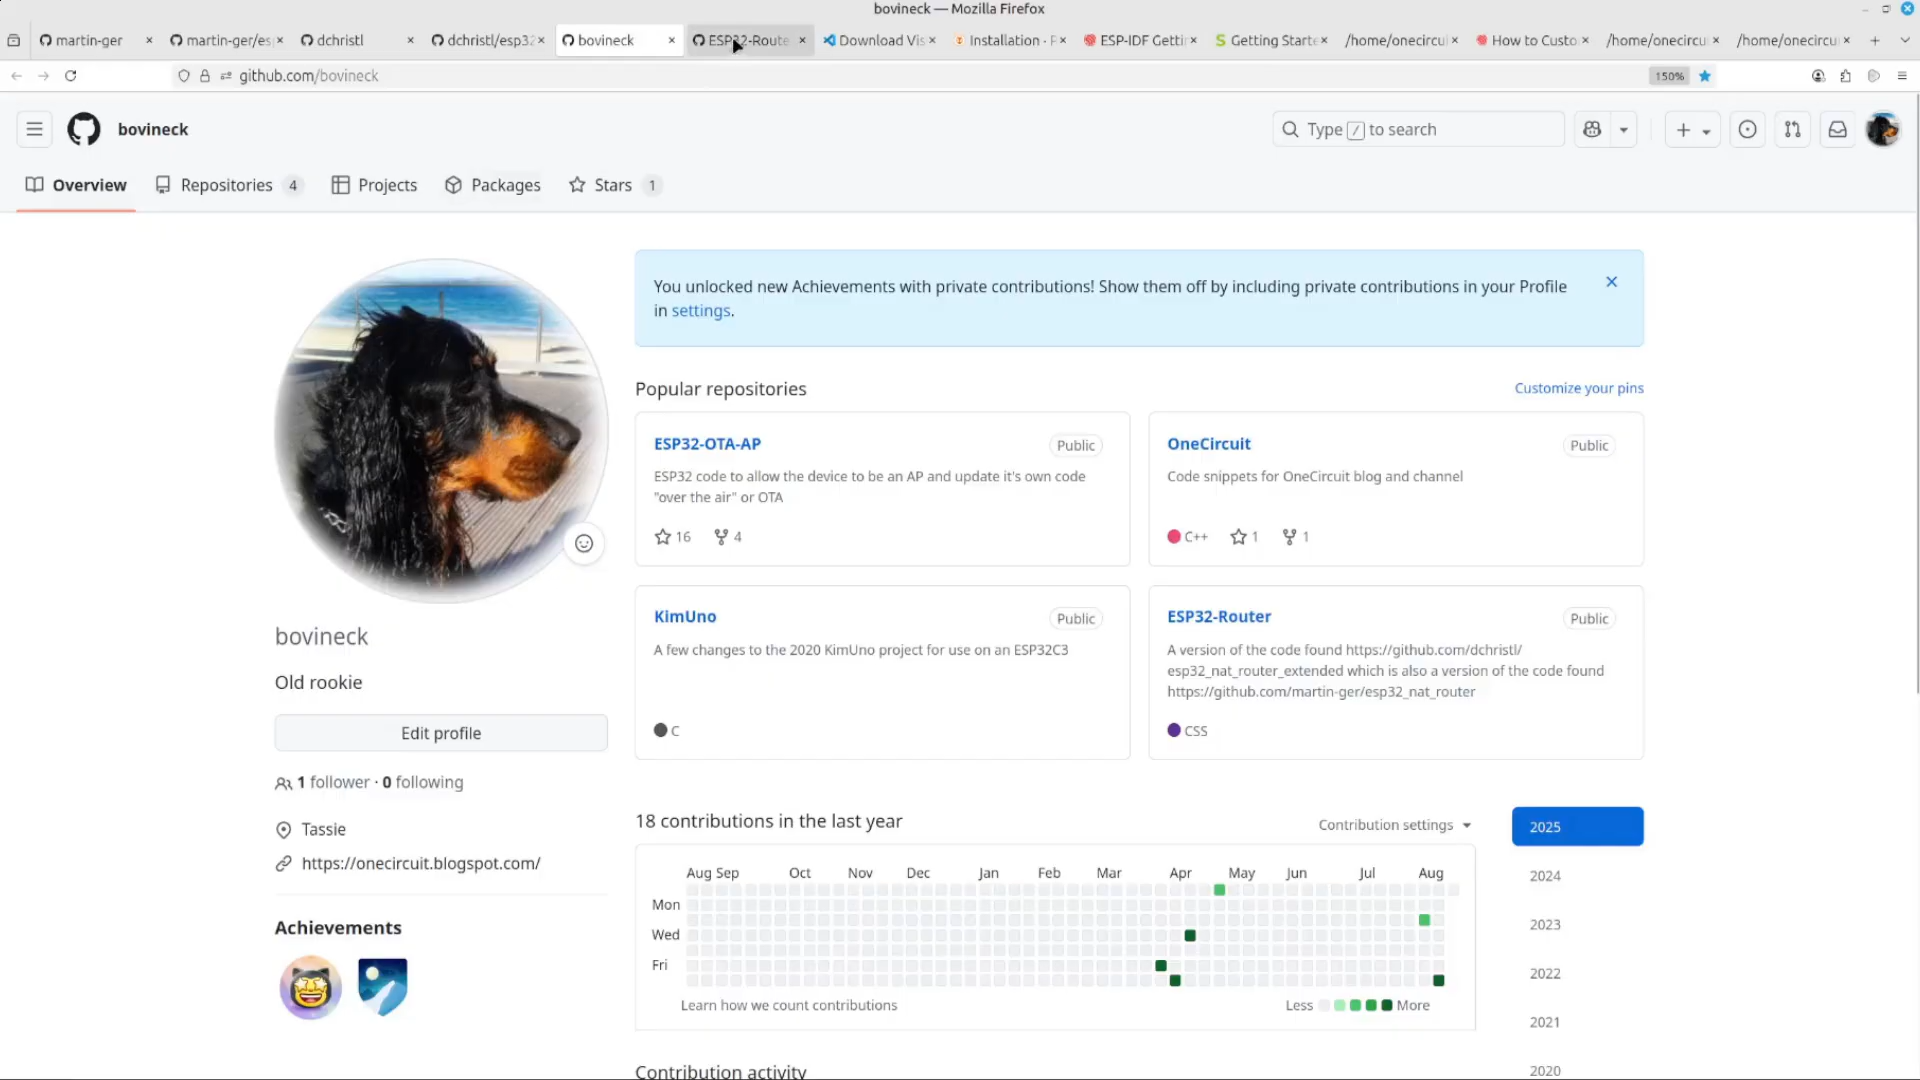 bovineck — Mozilla Firefox
martin-ger
martin-ger/es
dchristl
dchristl/esp32
bovineck
ESP32-Route
Download Vis
Installation - P
ESP-IDF Gettir
Getting Starte
/home/onecircui
How to Custo
/home/onecircu
/home/onecircu
github.com/bovineck
150%
bovineck
Type / to search
Overview
Repositories 4
Projects
Packages
Stars 1
You unlocked new Achievements with private contributions! Show them off by including private contributions in your Profile
in settings.
Popular repositories
Customize your pins
ESP32-OTA-AP
Public
ESP32 code to allow the device to be an AP and update it's own code
"over the air" or OTA
16
4
OneCircuit
Public
Code snippets for OneCircuit blog and channel
C++
1
1
KimUno
Public
A few changes to the 2020 KimUno project for use on an ESP32C3
C
ESP32-Router
Public
A version of the code found https://github.com/dchristl/
esp32_nat_router_extended which is also a version of the code found
https://github.com/martin-ger/esp32_nat_router
CSS
bovineck
Old rookie
Edit profile
1 follower · 0 following
Tassie
https://onecircuit.blogspot.com/
Achievements
18 contributions in the last year
Contribution settings
Aug Sep Oct Nov Dec Jan Feb Mar Apr May Jun Jul Aug
Mon
Wed
Fri
Learn how we count contributions
Less
More
2025
2024
2023
2022
2021
2020
Contribution activity